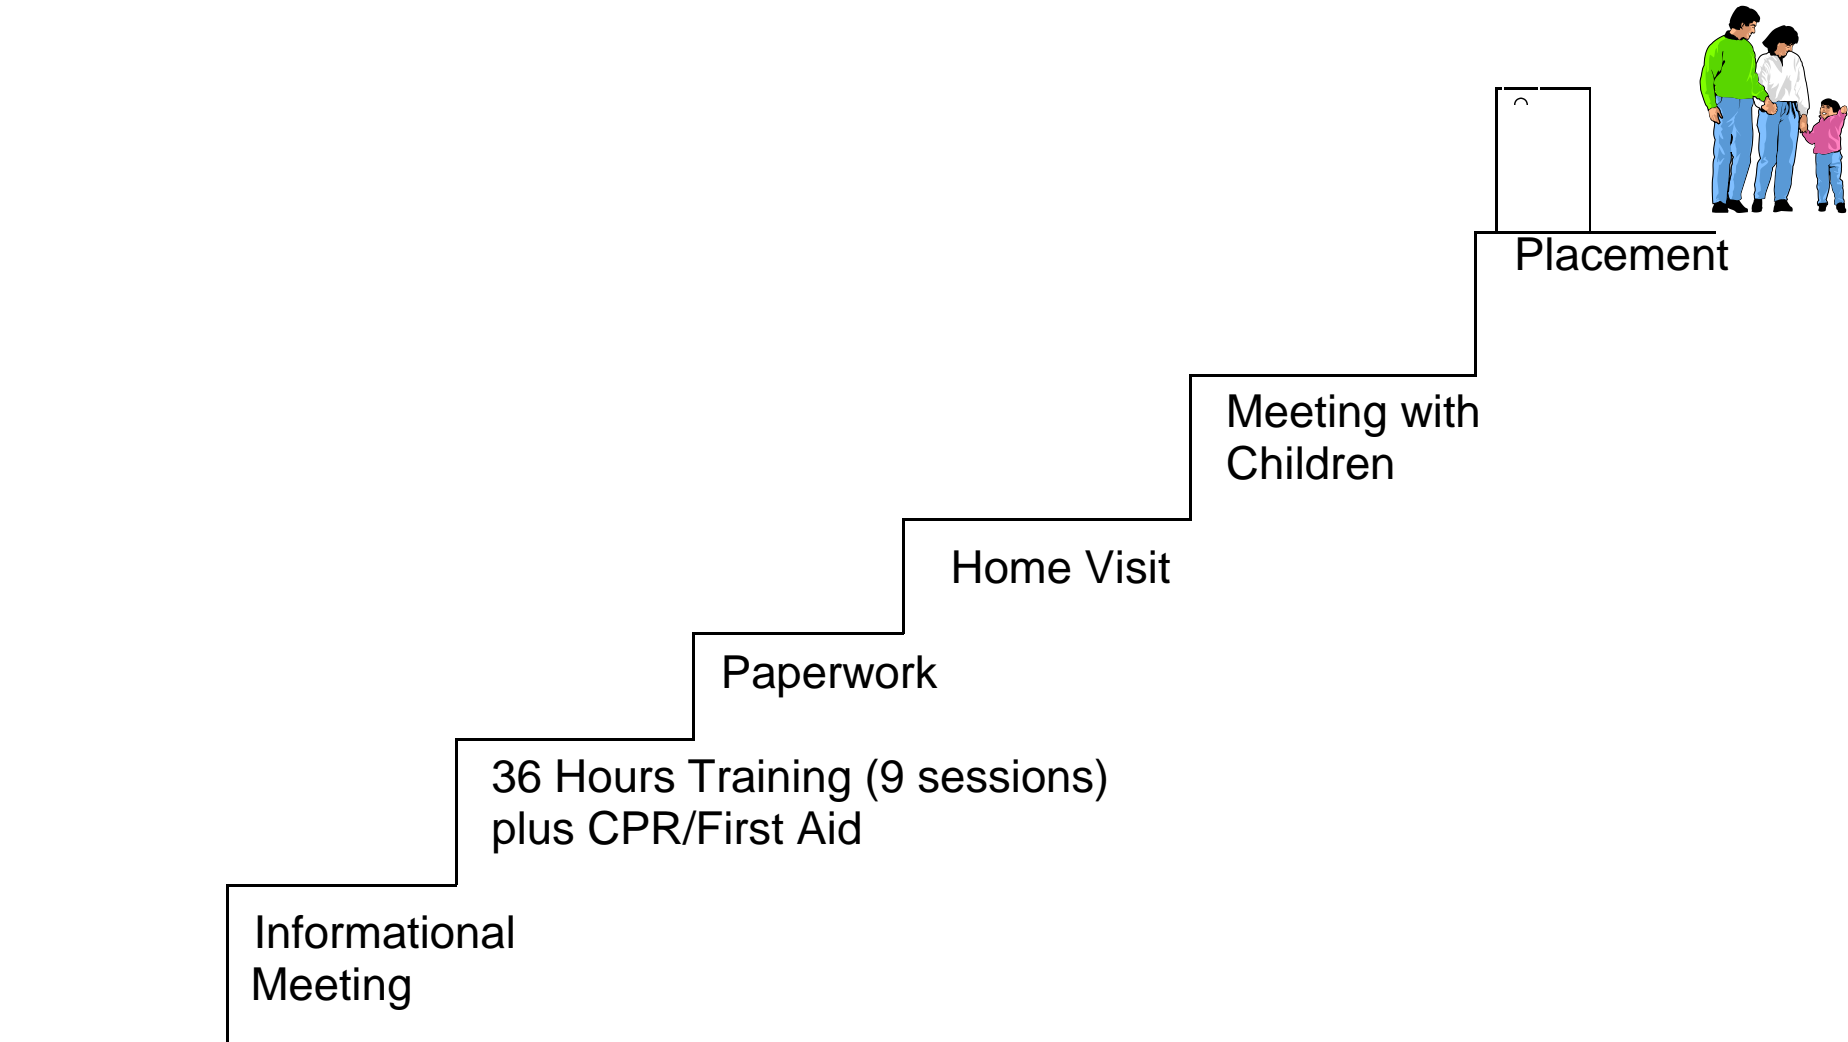 Placement
Meeting with
Children
Home Visit
Paperwork
36 Hours Training (9 sessions)
plus CPR/First Aid
Informational
Meeting